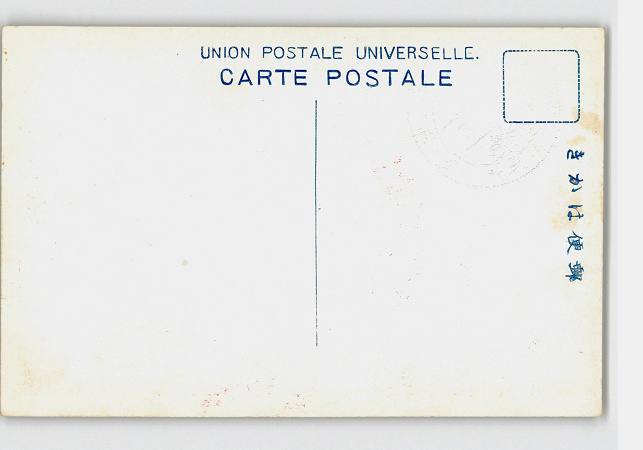 UNION POSTALE UNIVERSELLE.
CARTE POSTALE
きかは便郵